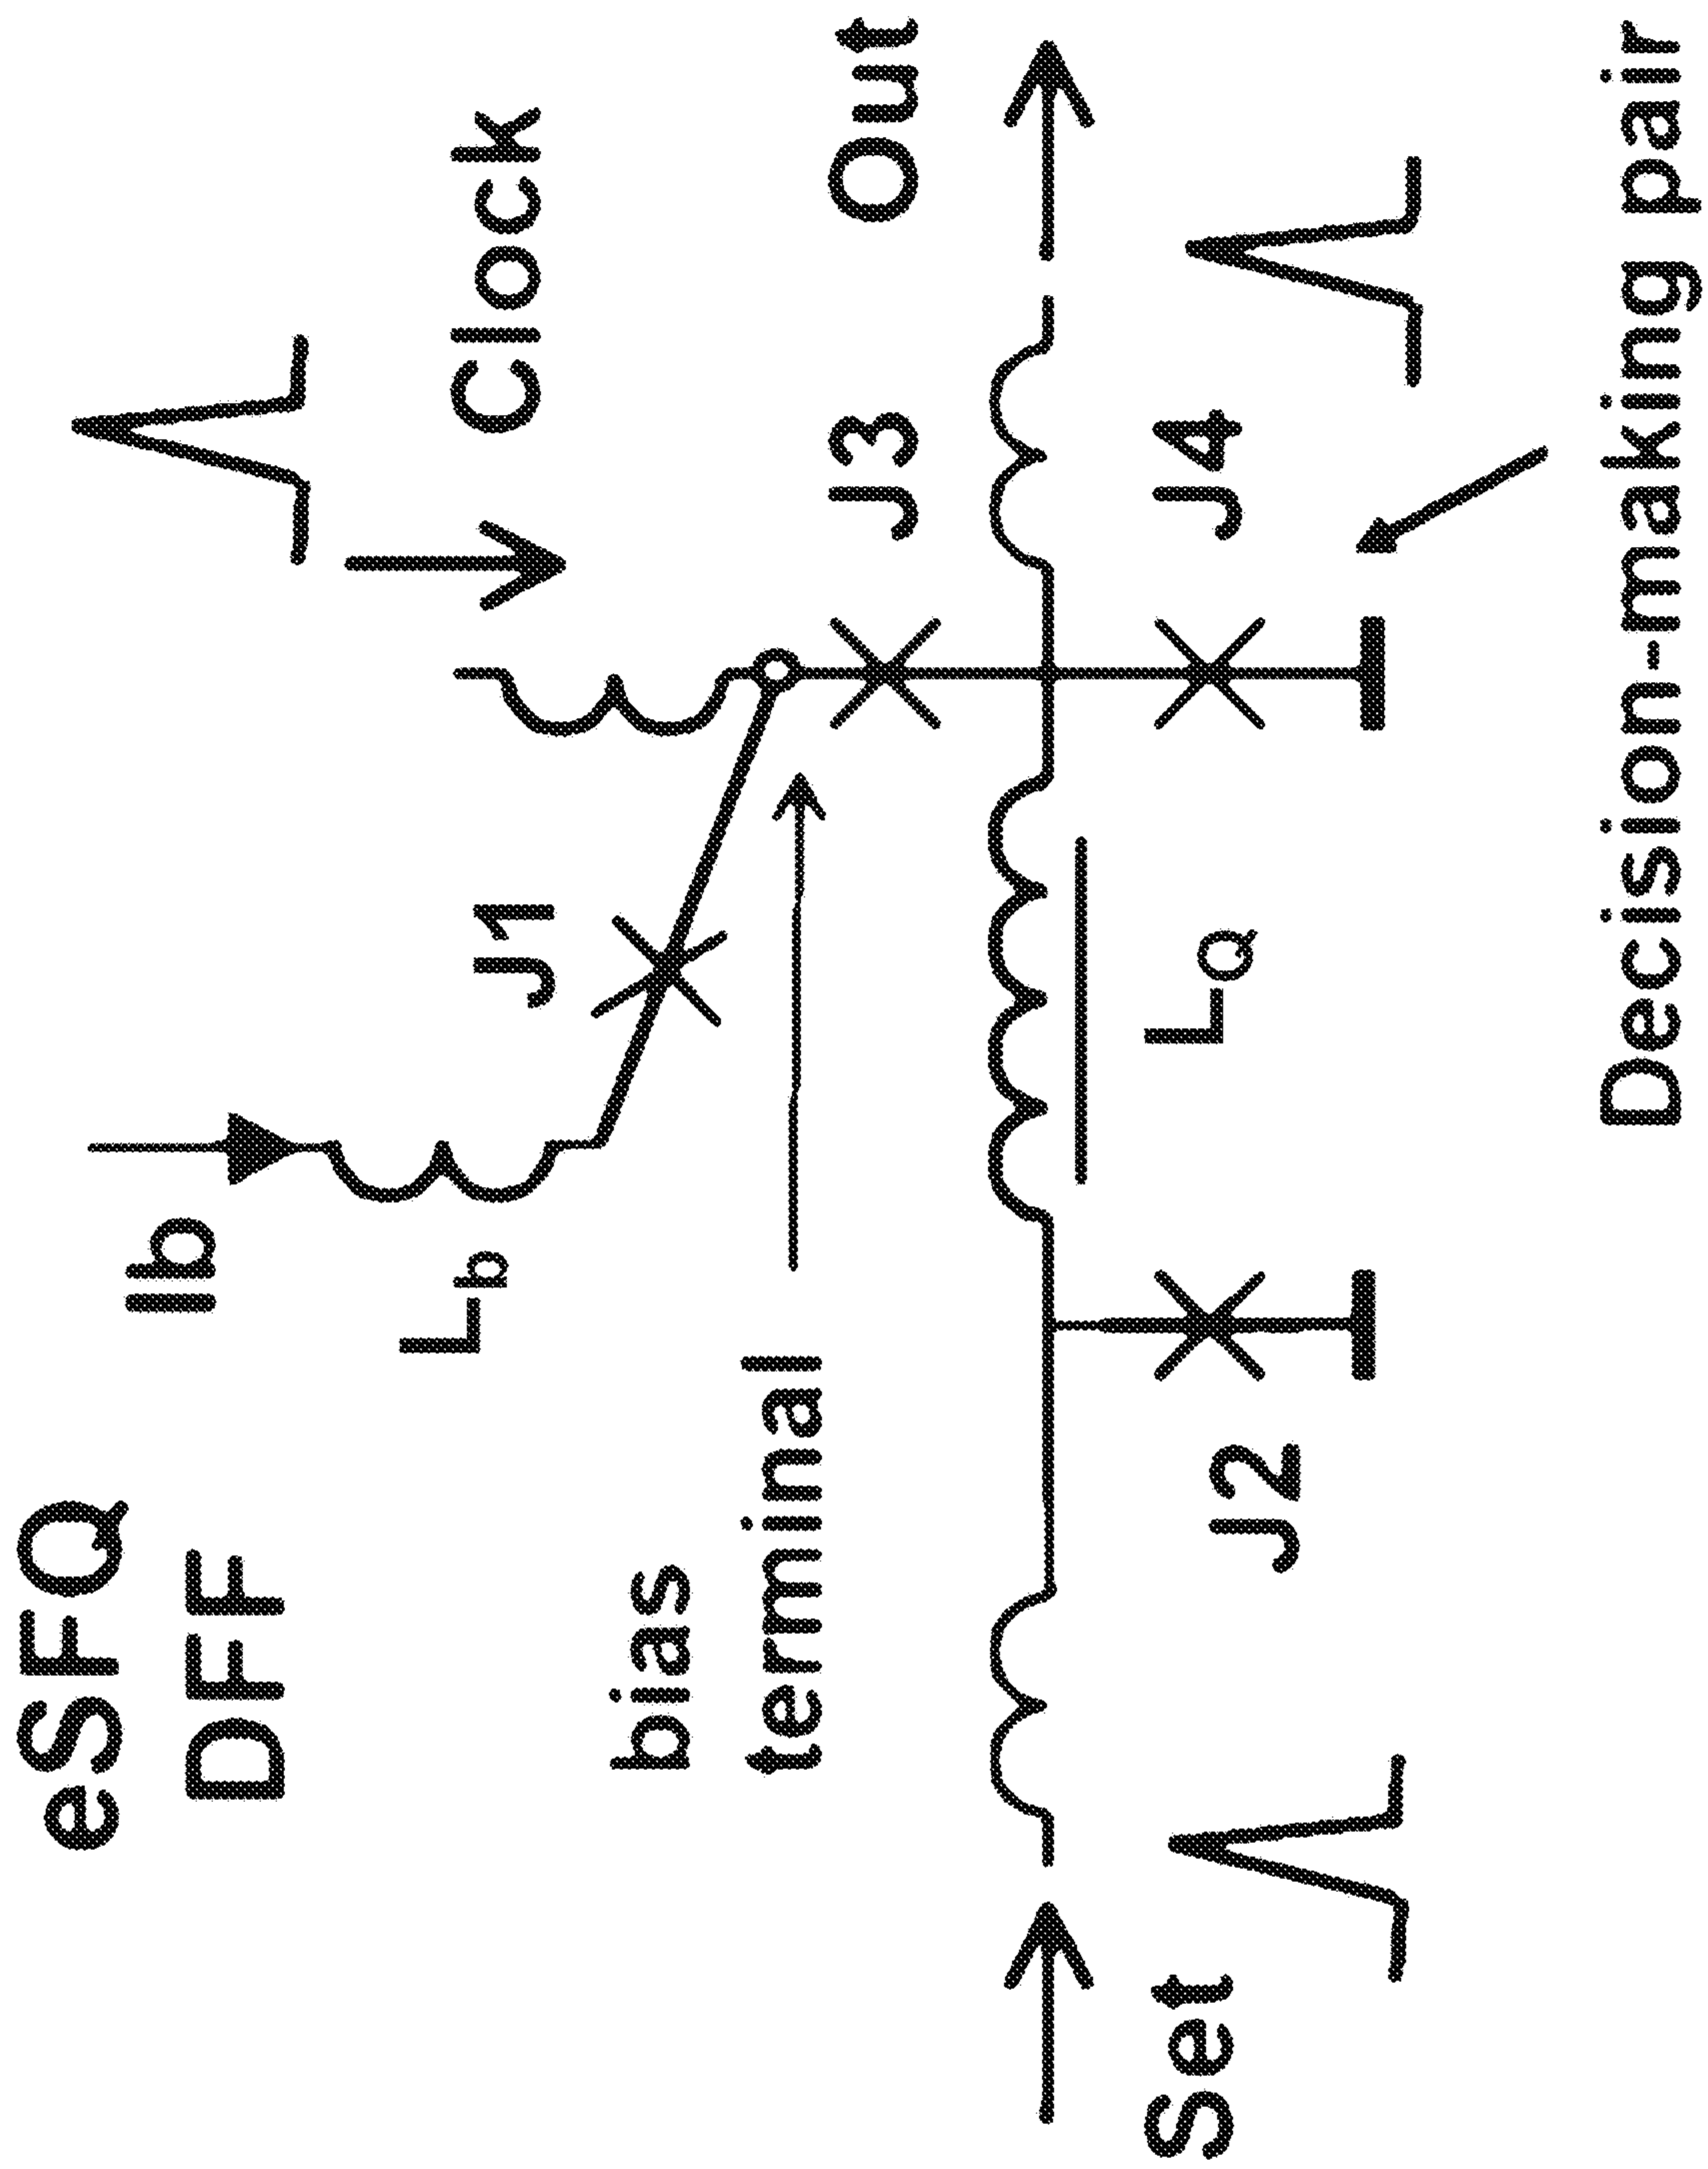 eSFQ
DFF
Ib
Lb
J1
Clock
bias
terminal
J3
Out
Set
J2
LQ
J4
Decision-making pair